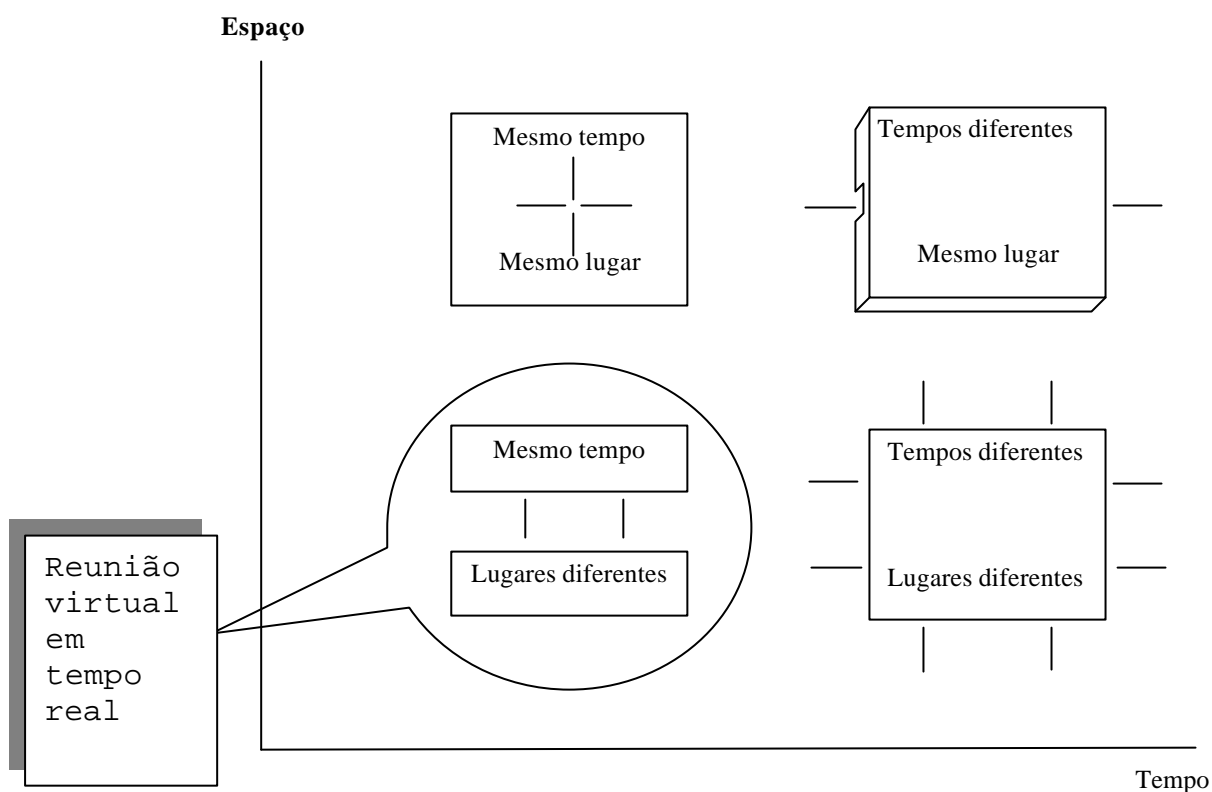 Espaço
Mesmo tempo
Mesmo lugar
Tempos diferentes
Mesmo lugar
Mesmo tempo
Lugares diferentes
Tempos diferentes
Lugares diferentes
Reunião
virtual
em
tempo
real
Tempo